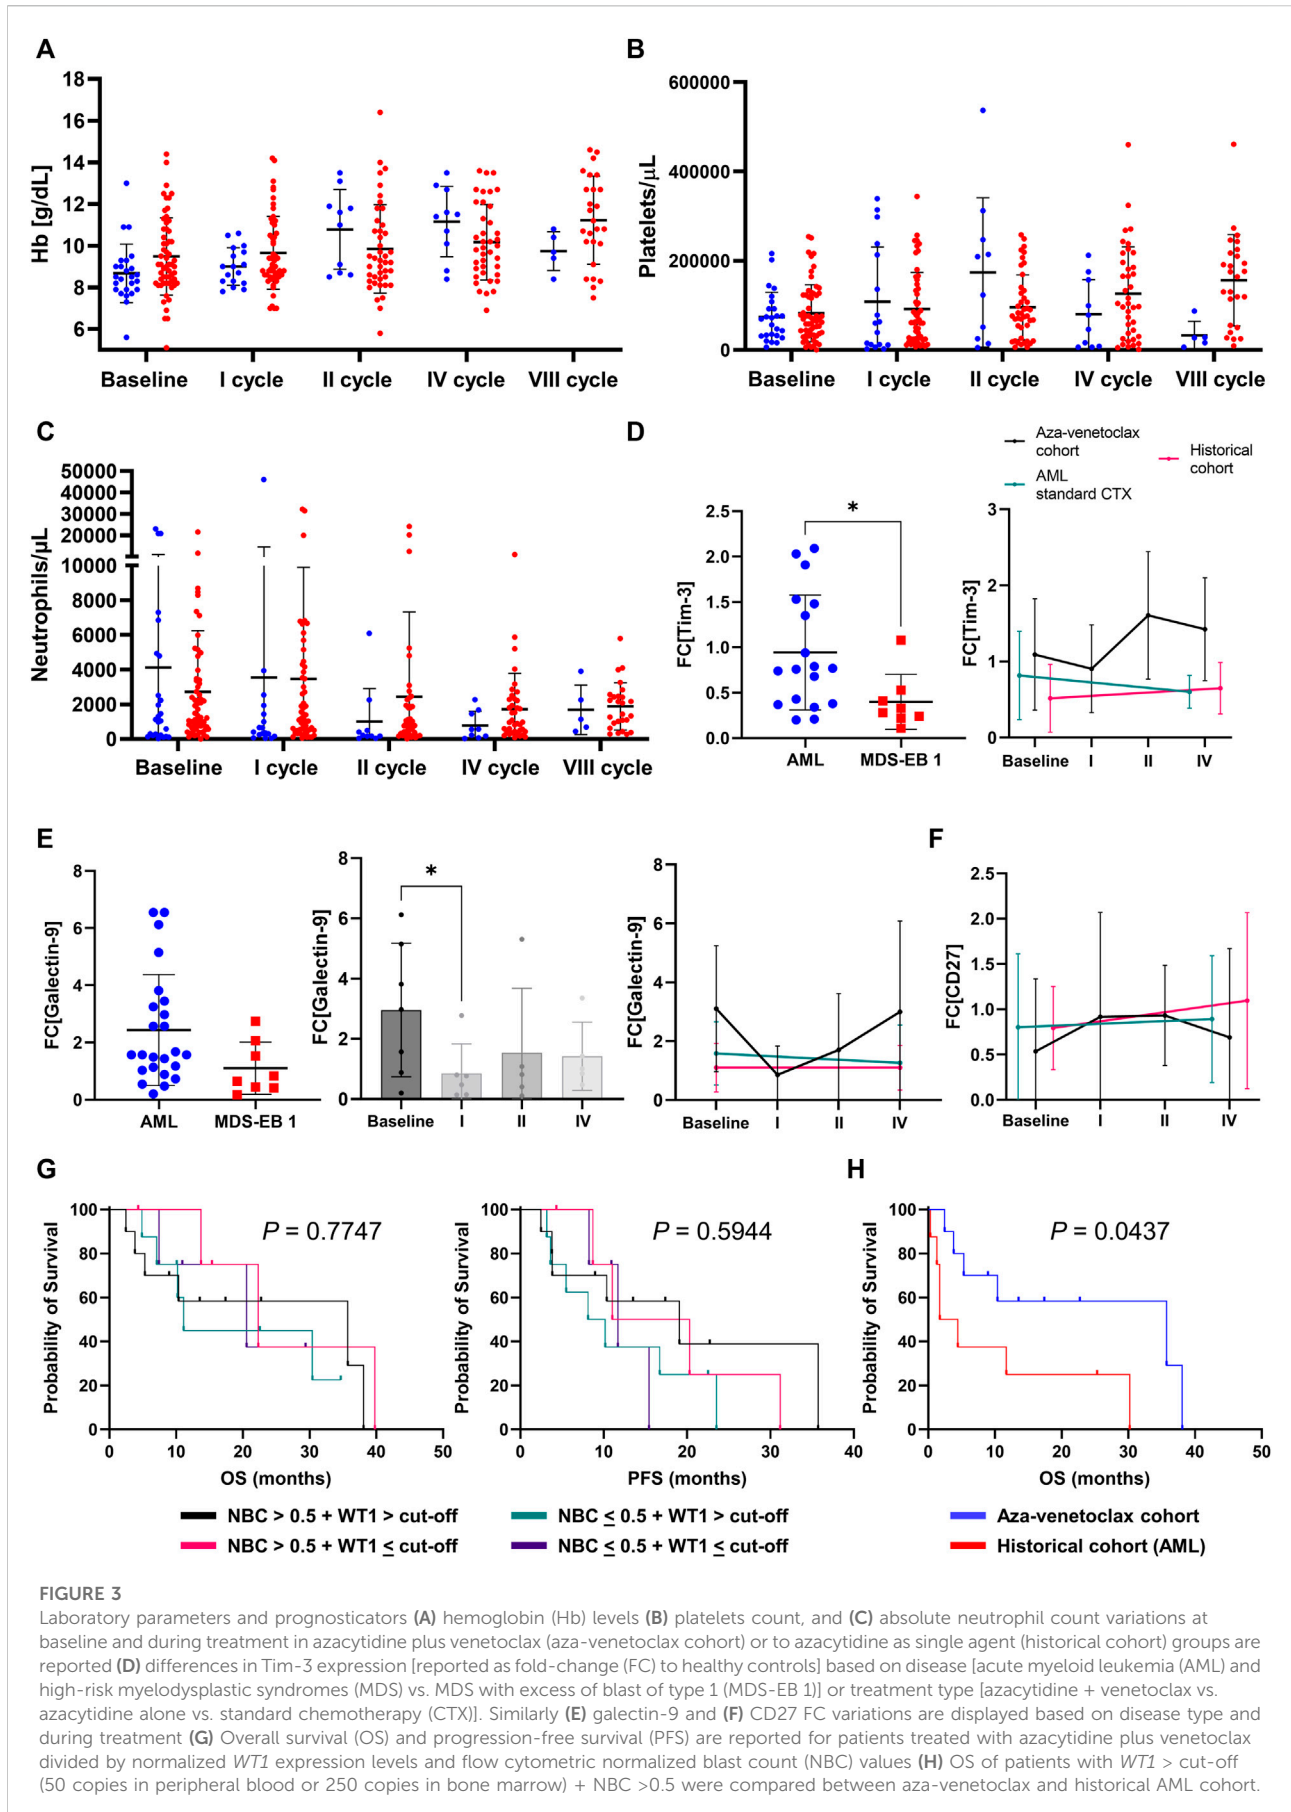 A
Hb [g/dL]
18
16
14
12
10
8
6
Baseline
I cycle
II cycle
IV cycle
VIII cycle
B
Platelets/μL
600000
400000
200000
0
Baseline
I cycle
II cycle
IV cycle
VIII cycle
C
Neutrophils/μL
50000
40000
30000
20000
10000
8000
6000
4000
2000
0
Baseline
I cycle
II cycle
IV cycle
VIII cycle
D
Aza-venetoclax
cohort
AML
standard CTX
Historical
cohort
FC[Tim-3]
2.5
2.0
1.5
1.0
0.5
0.0
*
AML
MDS-EB 1
FC[Tim-3]
3
2
1
0
Baseline
I
II
IV
E
FC[Galectin-9]
8
6
4
2
0
AML
MDS-EB 1
FC[Galectin-9]
8
6
4
2
0
*
Baseline
I
II
IV
FC[Galectin-9]
8
6
4
2
0
Baseline
I
II
IV
F
FC[CD27]
2.5
2.0
1.5
1.0
0.5
0.0
Baseline
I
II
IV
G
Probability of Survival
100
80
60
40
20
0
P = 0.7747
0
10
20
30
40
50
OS (months)
Probability of Survival
100
80
60
40
20
0
P = 0.5944
0
10
20
30
40
PFS (months)
H
Probability of Survival
100
80
60
40
20
0
P = 0.0437
0
10
20
30
40
50
OS (months)
NBC > 0.5 + WT1 > cut-off
NBC ≤ 0.5 + WT1 > cut-off
Aza-venetoclax cohort
NBC > 0.5 + WT1 ≤ cut-off
NBC ≤ 0.5 + WT1 ≤ cut-off
Historical cohort (AML)
FIGURE 3
Laboratory parameters and prognosticators (A) hemoglobin (Hb) levels (B) platelets count, and (C) absolute neutrophil count variations at
baseline and during treatment in azacytidine plus venetoclax (aza-venetoclax cohort) or to azacytidine as single agent (historical cohort) groups are
reported (D) differences in Tim-3 expression [reported as fold-change (FC) to healthy controls] based on disease [acute myeloid leukemia (AML) and
high-risk myelodysplastic syndromes (MDS) vs. MDS with excess of blast of type 1 (MDS-EB 1)] or treatment type [azacytidine + venetoclax vs.
azacytidine alone vs. standard chemotherapy (CTX)]. Similarly (E) galectin-9 and (F) CD27 FC variations are displayed based on disease type and
during treatment (G) Overall survival (OS) and progression-free survival (PFS) are reported for patients treated with azacytidine plus venetoclax
divided by normalized WT1 expression levels and flow cytometric normalized blast count (NBC) values (H) OS of patients with WT1 > cut-off
(50 copies in peripheral blood or 250 copies in bone marrow) + NBC >0.5 were compared between aza-venetoclax and historical AML cohort.